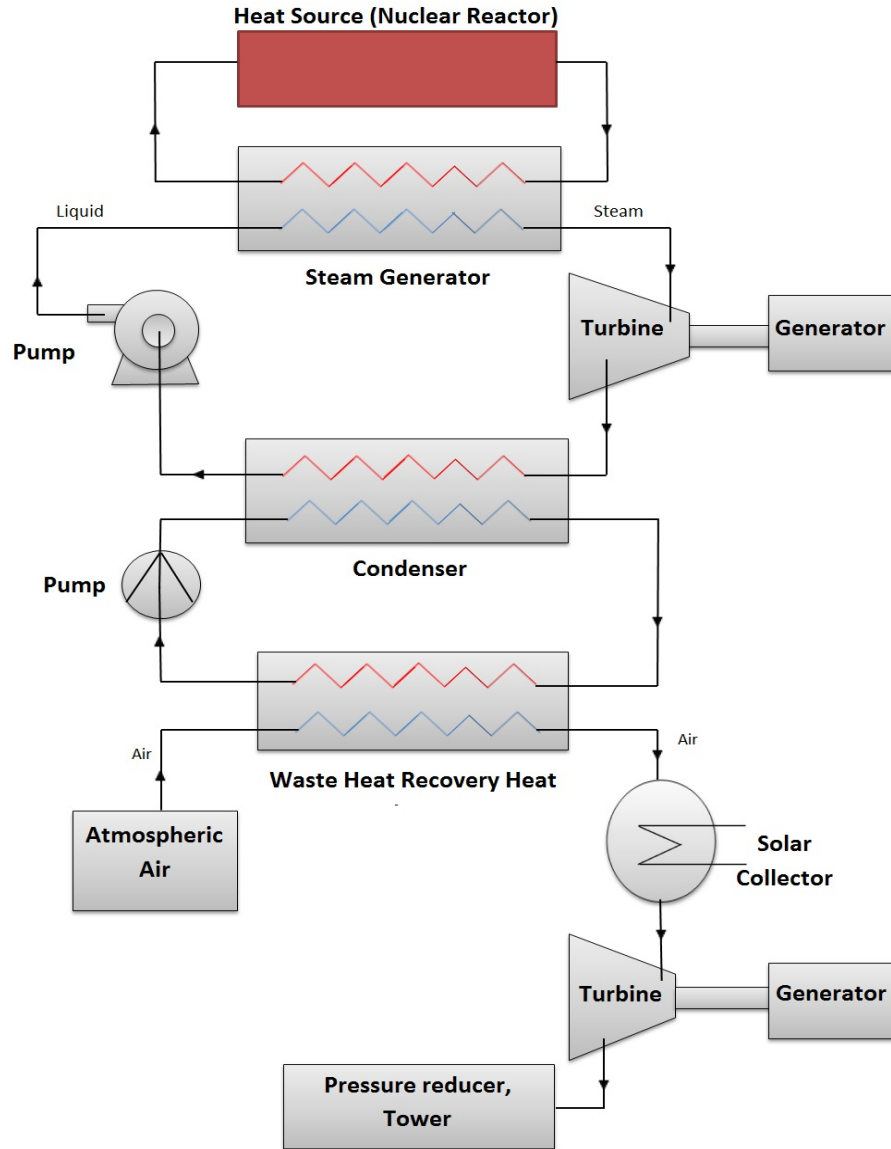 Heat Source (Nuclear Reactor)
Liquid
Steam
Steam Generator
Turbine
Generator
Pump
Condenser
Pump
Air
Air
Waste Heat Recovery Heat
Atmospheric
Air
Solar
Collector
Turbine
Generator
Pressure reducer,
Tower